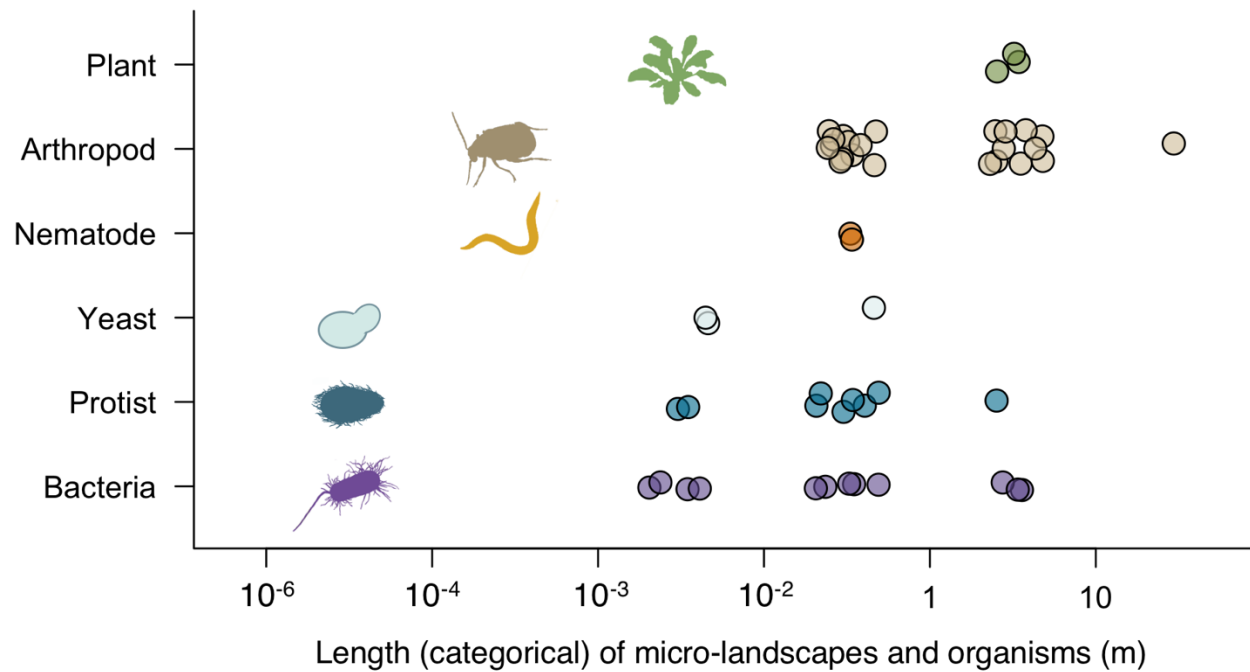 Plant
Arthropod
Nematode
Yeast
Protist
Bacteria
10⁻⁶ 10⁻⁴ 10⁻³ 10⁻² 1 10
Length (categorical) of micro-landscapes and organisms (m)